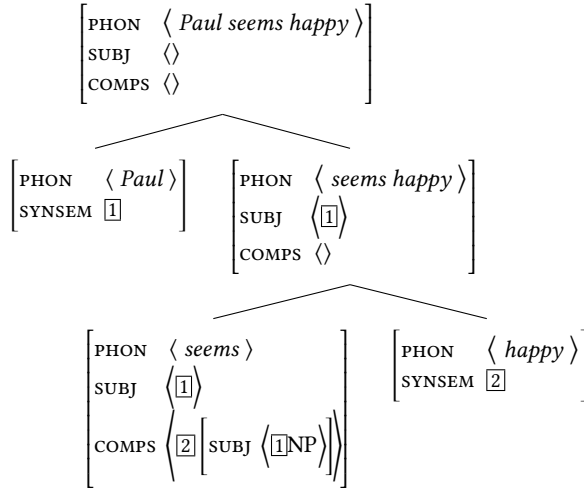 PHON ⟨ Paul seems happy ⟩
SUBJ ⟨⟩
COMPS ⟨⟩
PHON ⟨ Paul ⟩
SYNSEM 1
PHON ⟨ seems happy ⟩
SUBJ ⟨1⟩
COMPS ⟨⟩
PHON ⟨ seems ⟩
SUBJ ⟨1⟩
COMPS ⟨2[SUBJ ⟨1NP⟩]⟩
PHON ⟨ happy ⟩
SYNSEM 2